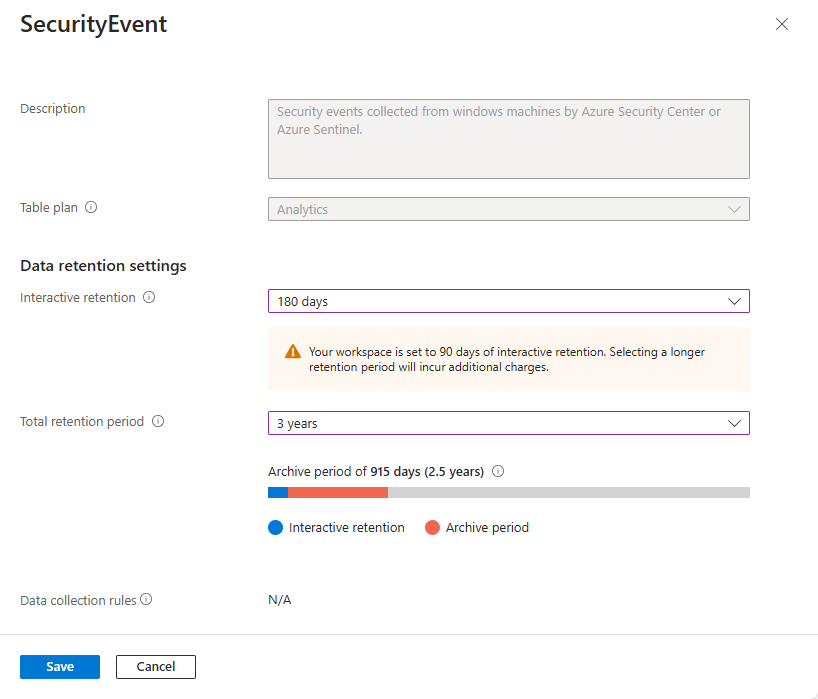 SecurityEvent
Description
Security events collected from windows machines by Azure Security Center or
Azure Sentinel.
Table plan
Analytics
Data retention settings
Interactive retention
180 days
Your workspace is set to 90 days of interactive retention. Selecting a longer
retention period will incur additional charges.
Total retention period
3 years
Archive period of 915 days (2.5 years)
Interactive retention
Archive period
Data collection rules
N/A
Save
Cancel